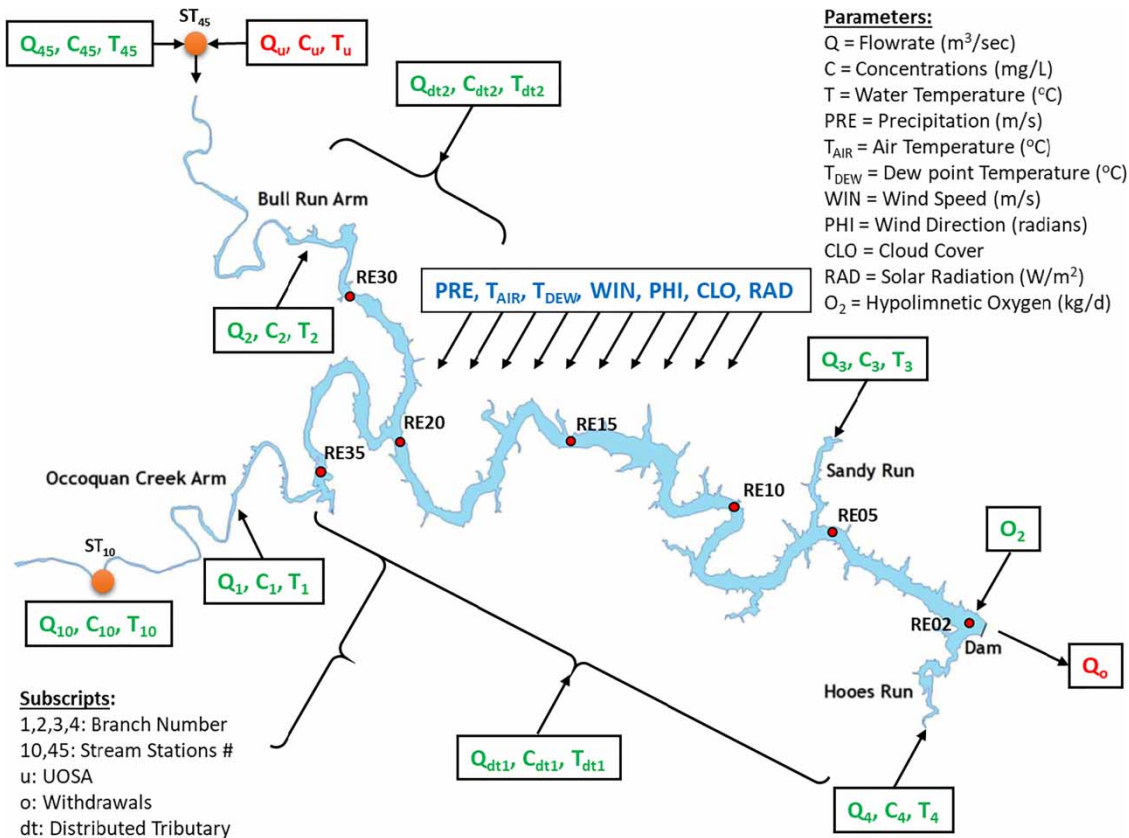 ST45
Q45, C45, T45
Qu, Cu, Tu
Qdt2, Cdt2, Tdt2
Parameters:
Q = Flowrate (m3/sec)
C = Concentrations (mg/L)
T = Water Temperature (oC)
PRE = Precipitation (m/s)
TAIR = Air Temperature (oC)
TDEW = Dew point Temperature (oC)
WIN = Wind Speed (m/s)
PHI = Wind Direction (radians)
CLO = Cloud Cover
RAD = Solar Radiation (W/m2)
O2 = Hypolimnetic Oxygen (kg/d)
Bull Run Arm
RE30
PRE, TAIR, TDEW, WIN, PHI, CLO, RAD
Q2, C2, T2
Q3, C3, T3
RE20
RE15
RE35
Occoquan Creek Arm
Sandy Run
RE10
RE05
ST10
O2
Q1, C1, T1
Q10, C10, T10
RE02
Dam
Qo
Hooes Run
Subscripts:
1,2,3,4: Branch Number
10,45: Stream Stations #
u: UOSA
o: Withdrawals
dt: Distributed Tributary
Qdt1, Cdt1, Tdt1
Q4, C4, T4